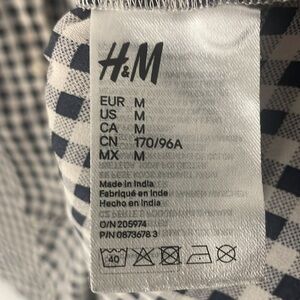 H&M
EUR M
US M
CA M
CN 170/96A
MX M
Made in India
Fabriqué en Inde
Hecho en India
O/N 205974
P/N 0873678 3
40